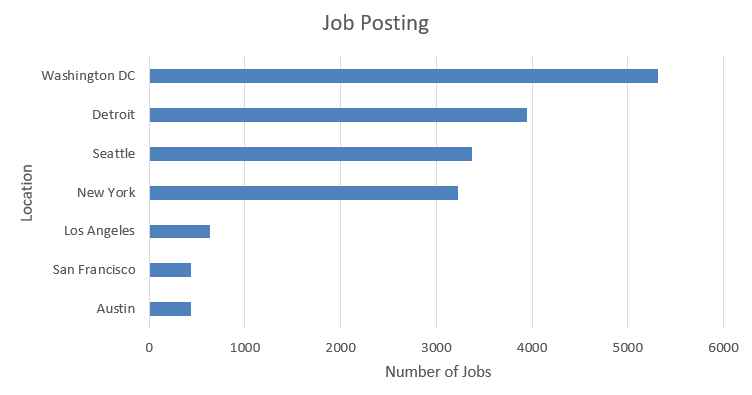 Job Posting
Location
Washington DC
Detroit
Seattle
New York
Los Angeles
San Francisco
Austin
0 1000 2000 3000 4000 5000 6000
Number of Jobs